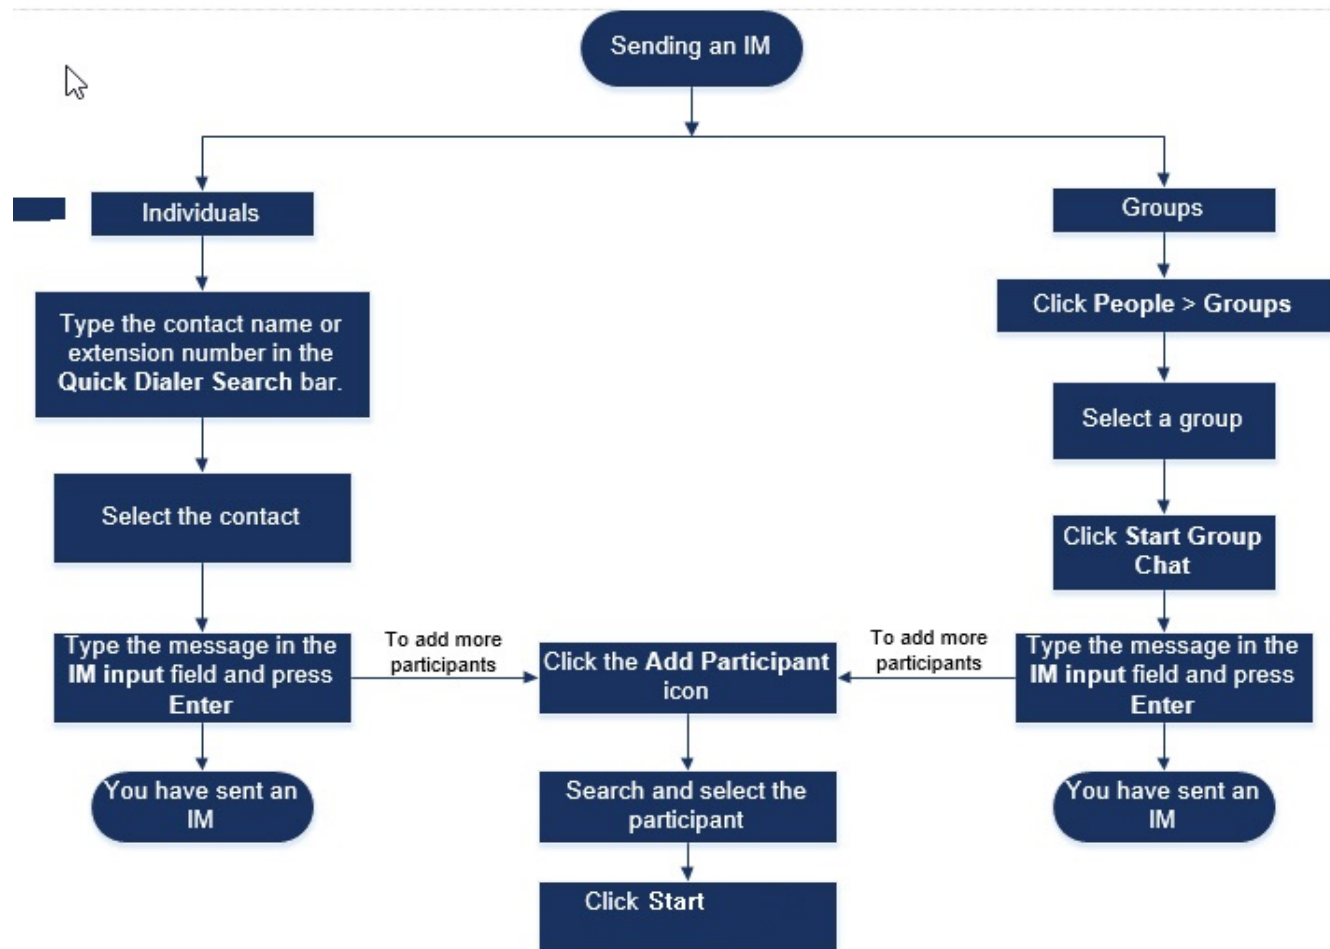 Sending an IM
Individuals
Groups
Type the contact name or
extension number in the
Quick Dialer Search bar.
Click People > Groups
Select the contact
Select a group
Click Start Group
Chat
Type the message in the
IM input field and press
Enter
To add more
participants
Click the Add Participant
icon
To add more
participants
Type the message in the
IM input field and press
Enter
You have sent an
IM
Search and select the
participant
You have sent an
IM
Click Start